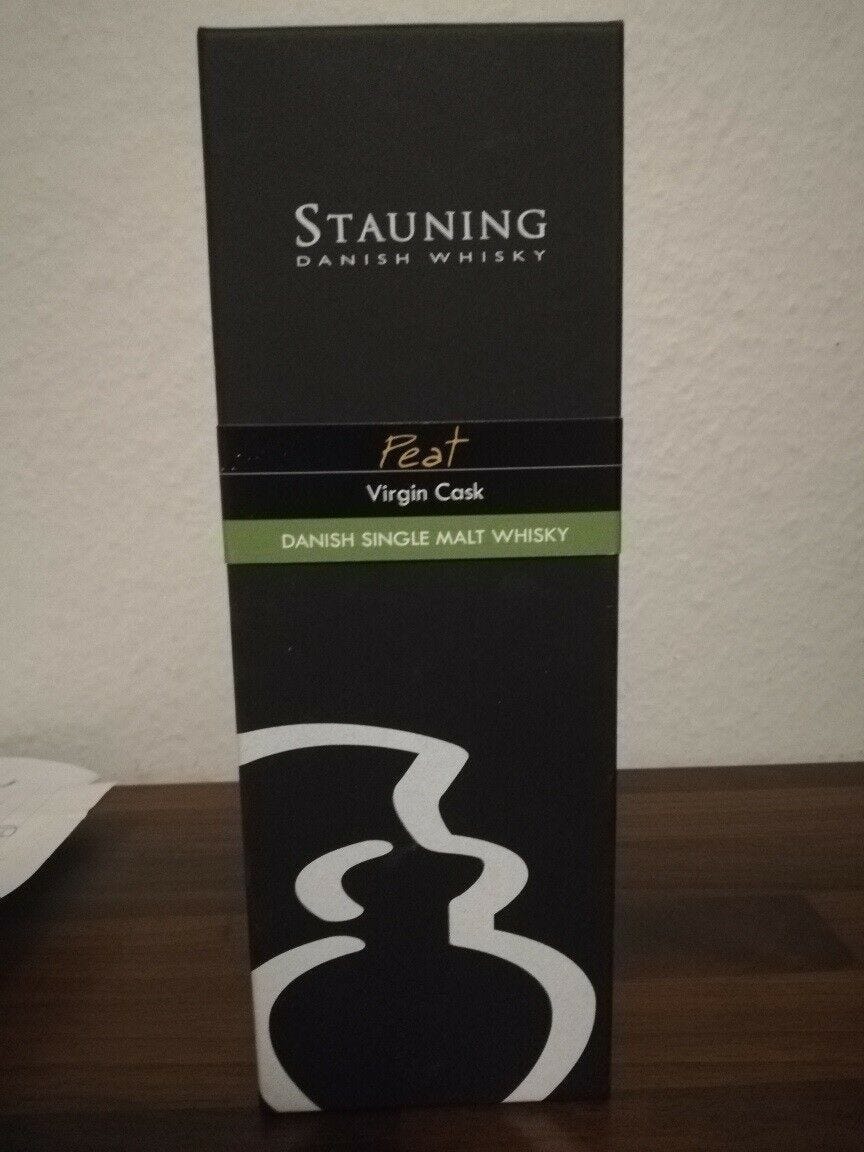 STAUNING
DANISH WHISKY
Peat
Virgin Cask
DANISH SINGLE MALT WHISKY